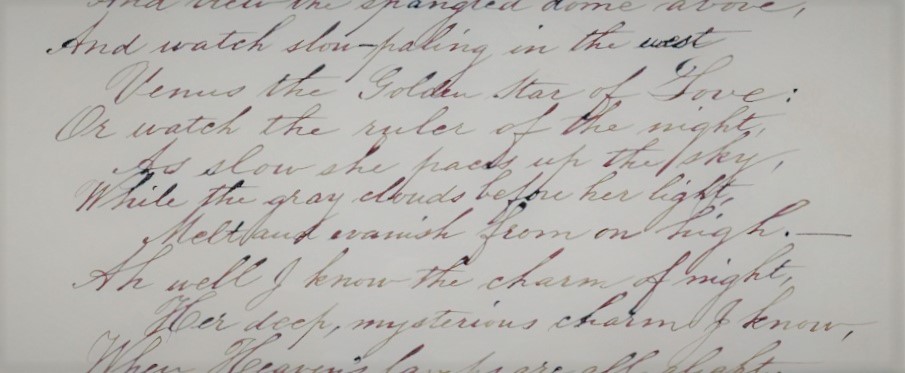 And view the spangled dome above,
And watch slow-paling in the west
Venus the Golden Star of Love:
Or watch the ruler of the night,
As slow she paces up the sky,
While the gray clouds before her light,
Melt and vanish from on high.—
Ah well I know the charm of night,
Her deep, mysterious charm I know,
When Heaven's lamps are all alight